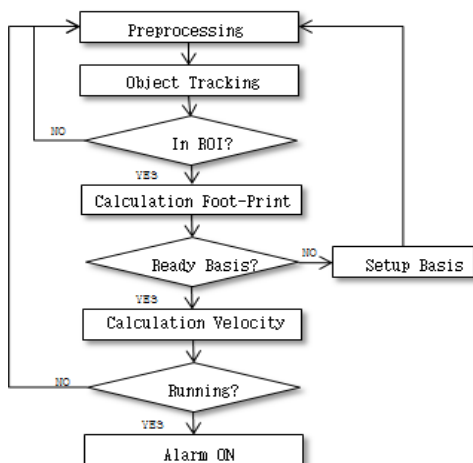 Preprocessing
Object Tracking
NO
In ROI?
YES
Calculation Foot-Print
Ready Basis?
NO
Setup Basis
YES
Calculation Velocity
NO
Running?
YES
Alarm ON